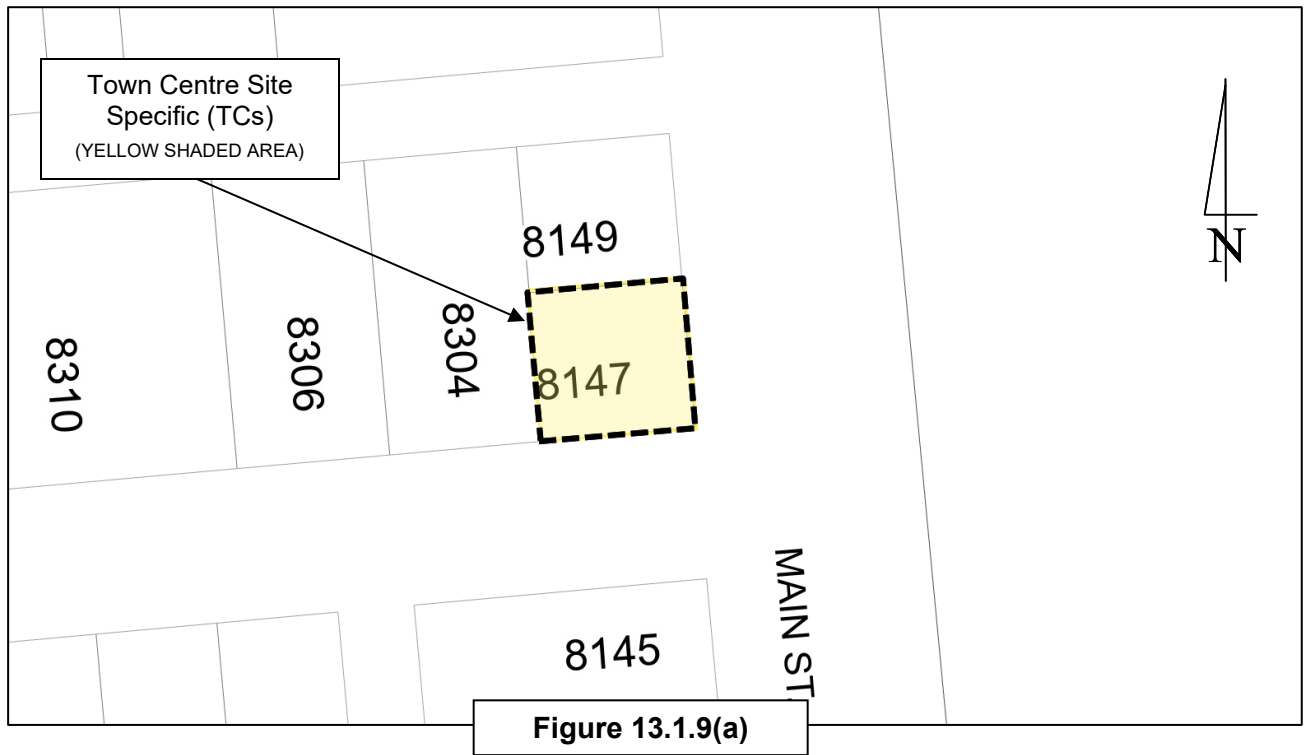 Town Centre Site
Specific (TCs)
(YELLOW SHADED AREA)
N
8149
8147
8304
8306
8310
8145
MAIN ST
Figure 13.1.9(a)